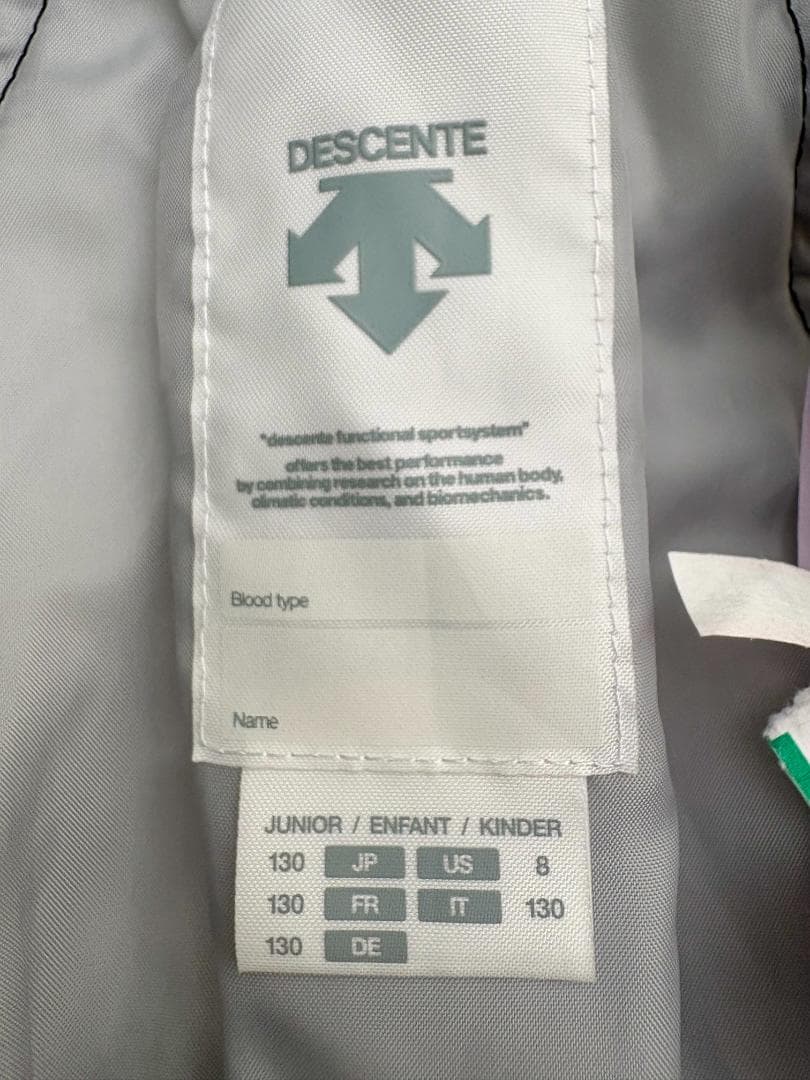 DESCENTE
"descente functional sportsystem"
offers the best performance
by combining research on the human body,
climatic conditions, and biomechanics.
Blood type
Name
JUNIOR / ENFANT / KINDER
130 JP US 8
130 FR IT 130
130 DE